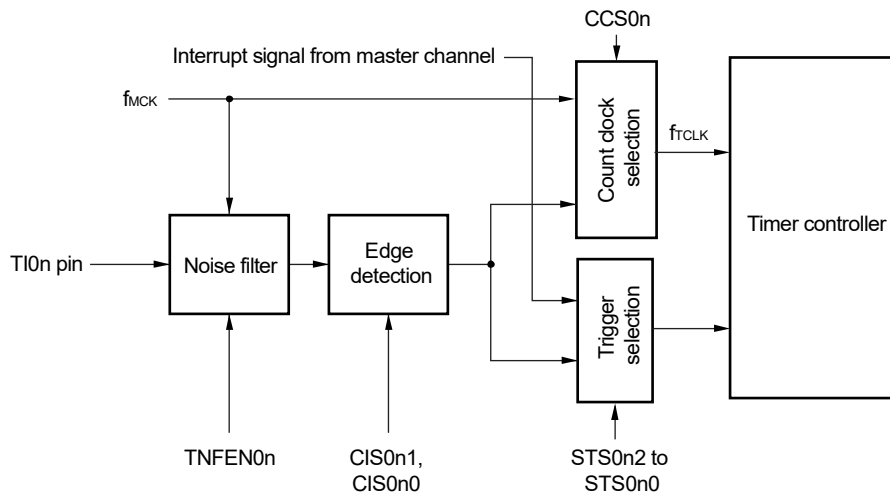 CCS0n
Interrupt signal from master channel
fMCK
Count clock
selection
fTCLK
Timer controller
TI0n pin
Noise filter
Edge
detection
Trigger
selection
TNFEN0n
CIS0n1,
CIS0n0
STS0n2 to
STS0n0